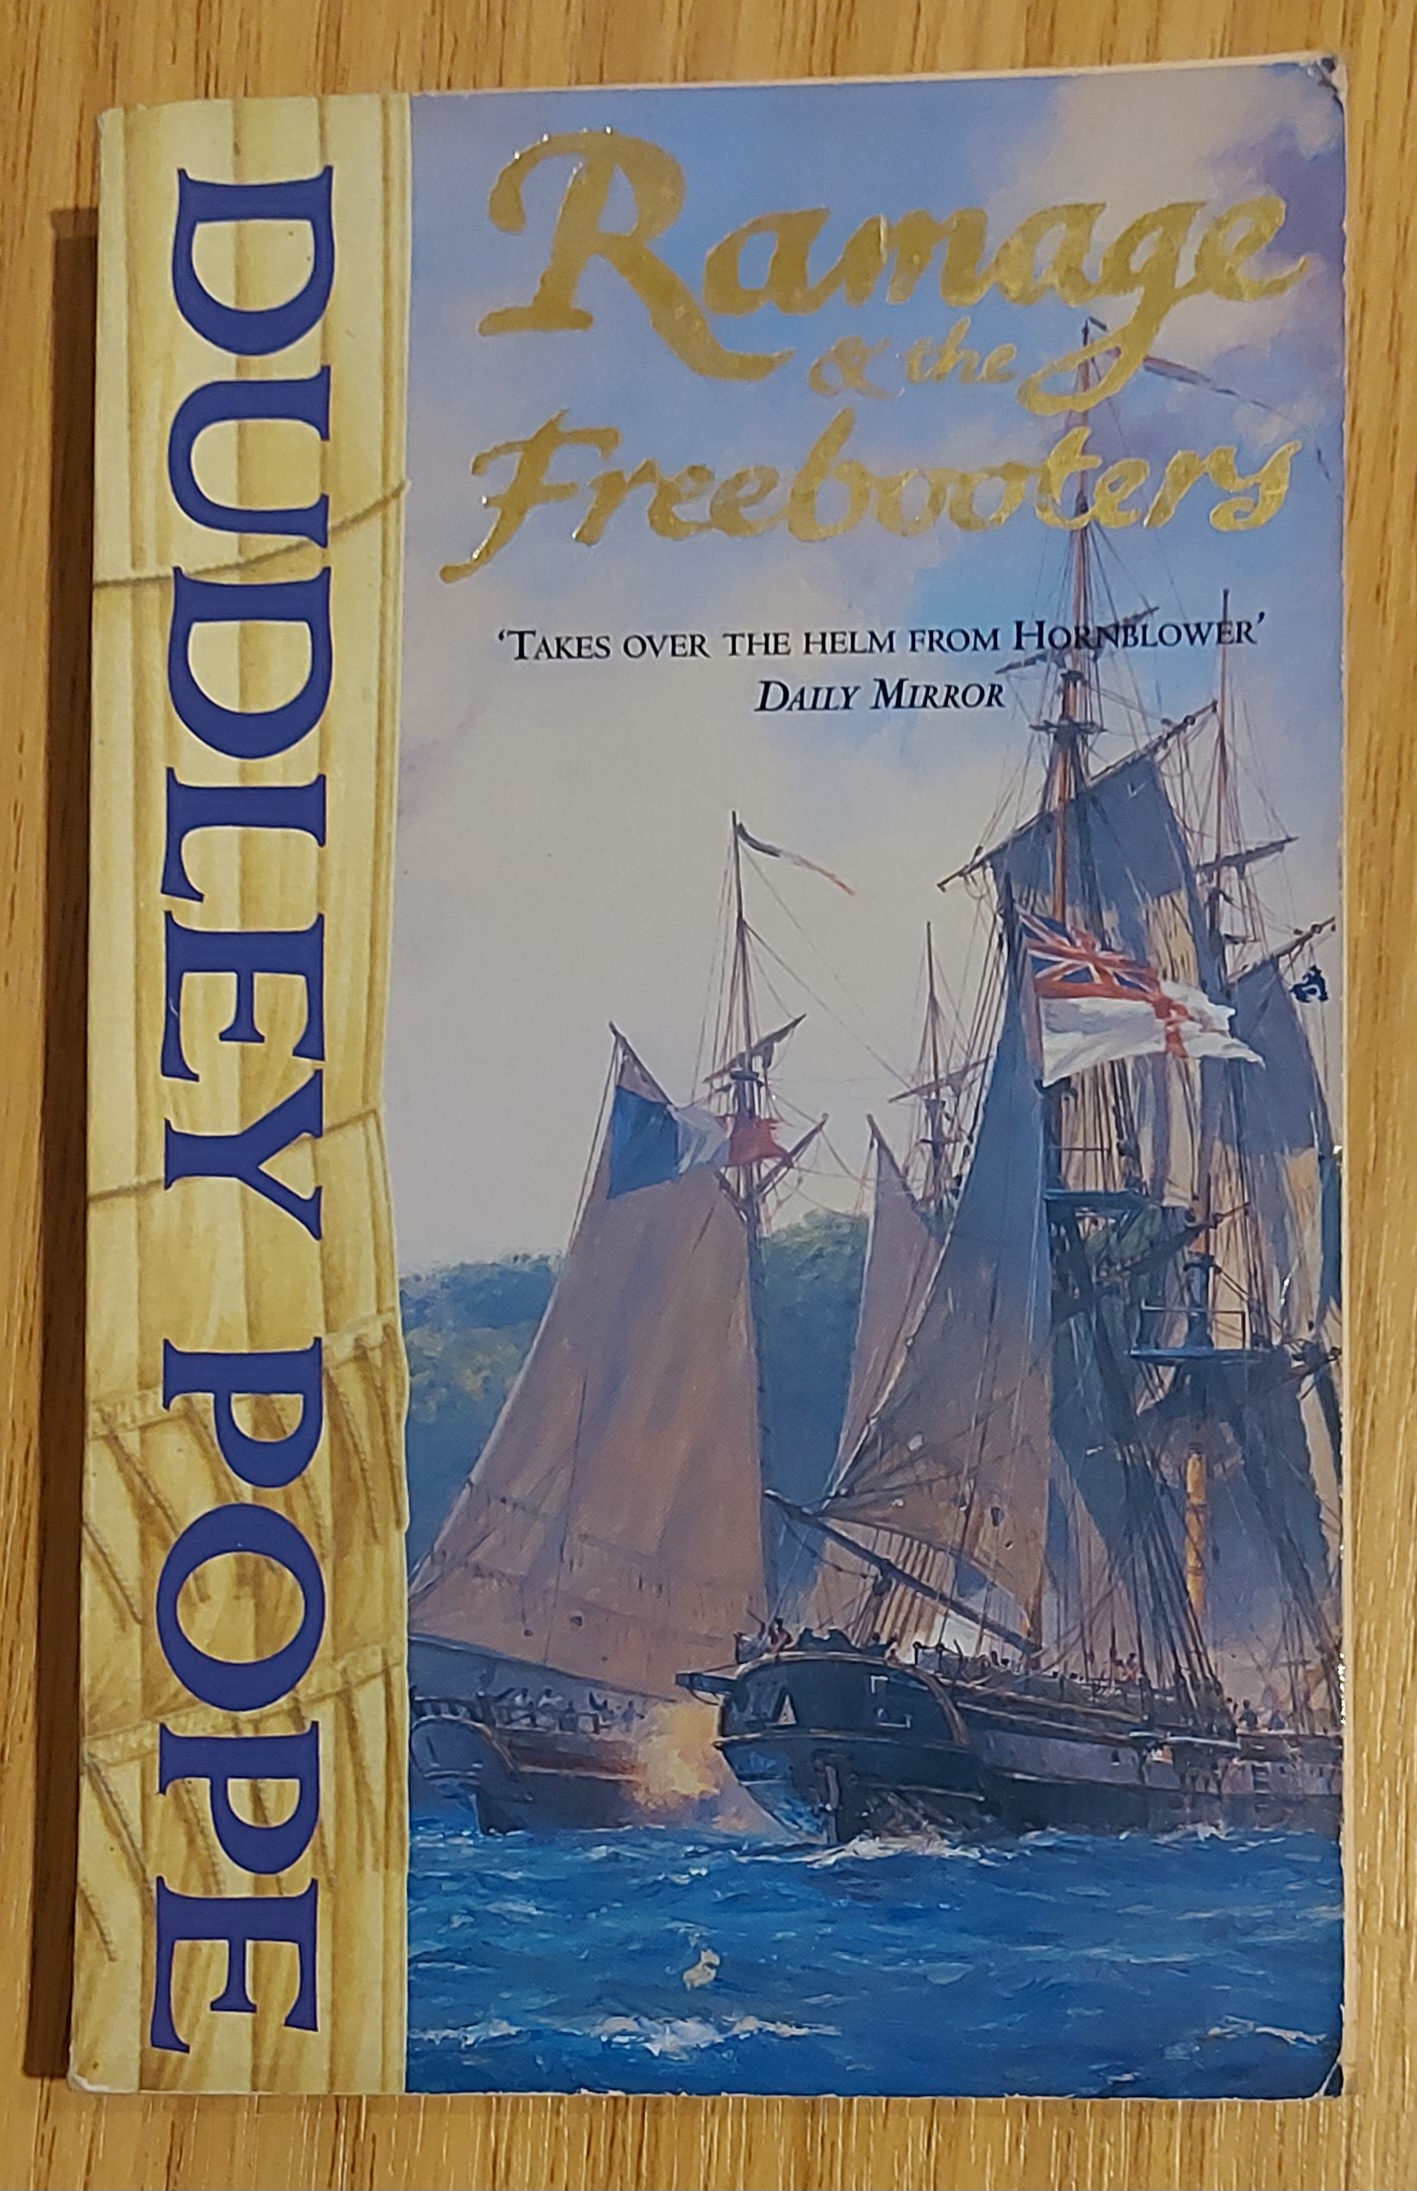 DUDLEY POPE
Ramage
& the
Freebooters
‘TAKES OVER THE HELM FROM HORNBLOWER’
DAILY MIRROR